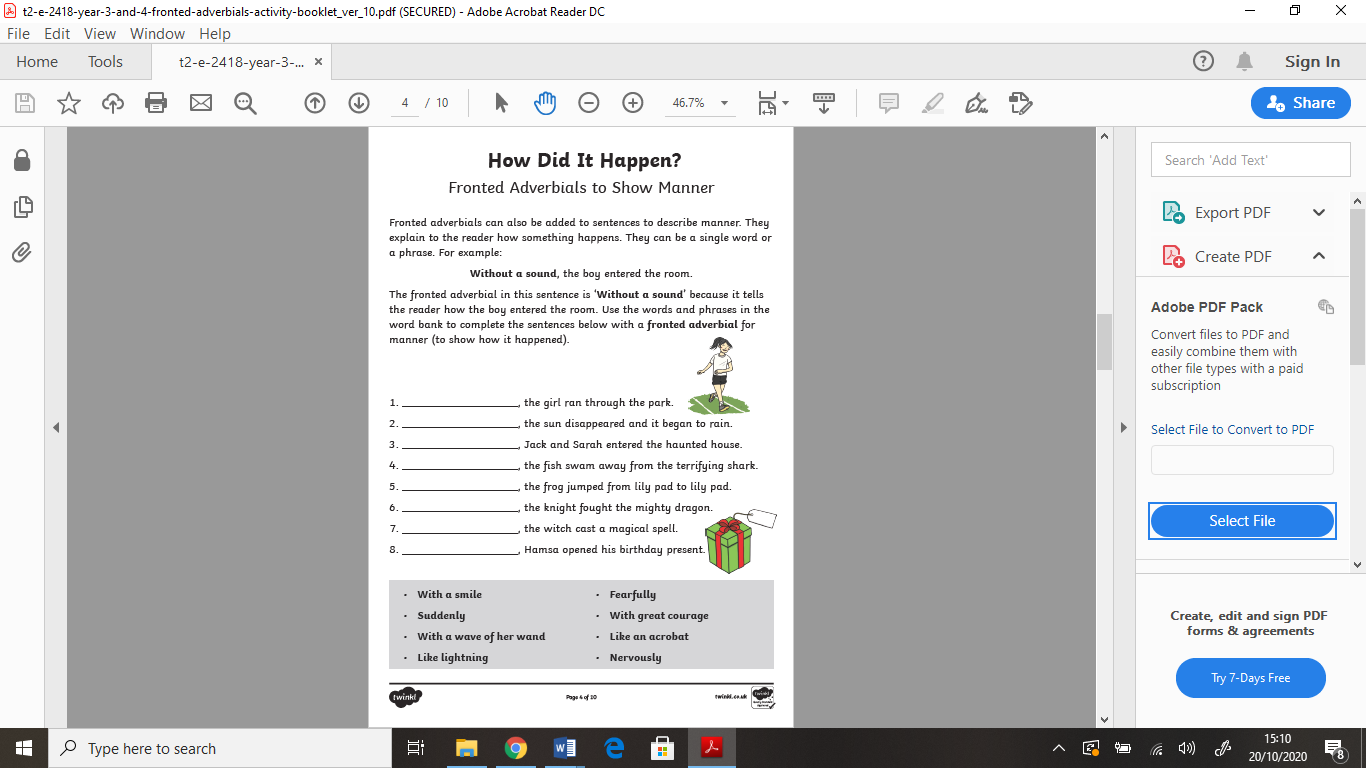 t2-e-2418-year-3-and-4-fronted-adverbials-activity-booklet_ver_10.pdf (SECURED) - Adobe Acrobat Reader DC
File Edit View Window Help
Home Tools t2-e-2418-year-3-... × Sign In
4 / 10 46.7% Share
How Did It Happen?
Fronted Adverbials to Show Manner
Fronted adverbials can also be added to sentences to describe manner. They
explain to the reader how something happens. They can be a single word or
a phrase. For example:
Without a sound, the boy entered the room.
The fronted adverbial in this sentence is ‘Without a sound’ because it tells
the reader how the boy entered the room. Use the words and phrases in the
word bank to complete the sentences below with a fronted adverbial for
manner (to show how it happened).
1. ____________________, the girl ran through the park.
2. ____________________, the sun disappeared and it began to rain.
3. ____________________, Jack and Sarah entered the haunted house.
4. ____________________, the fish swam away from the terrifying shark.
5. ____________________, the frog jumped from lily pad to lily pad.
6. ____________________, the knight fought the mighty dragon.
7. ____________________, the witch cast a magical spell.
8. ____________________, Hamsa opened his birthday present.
• With a smile
• Suddenly
• With a wave of her wand
• Like lightning
• Fearfully
• With great courage
• Like an acrobat
• Nervously
twinkl Page 4 of 10 twinkl.co.uk
Search 'Add Text'
Export PDF
Create PDF
Adobe PDF Pack
Convert files to PDF and
easily combine them with
other file types with a paid
subscription
Select File to Convert to PDF
Select File
Create, edit and sign PDF
forms & agreements
Try 7-Days Free
Type here to search
15:10
20/10/2020
8